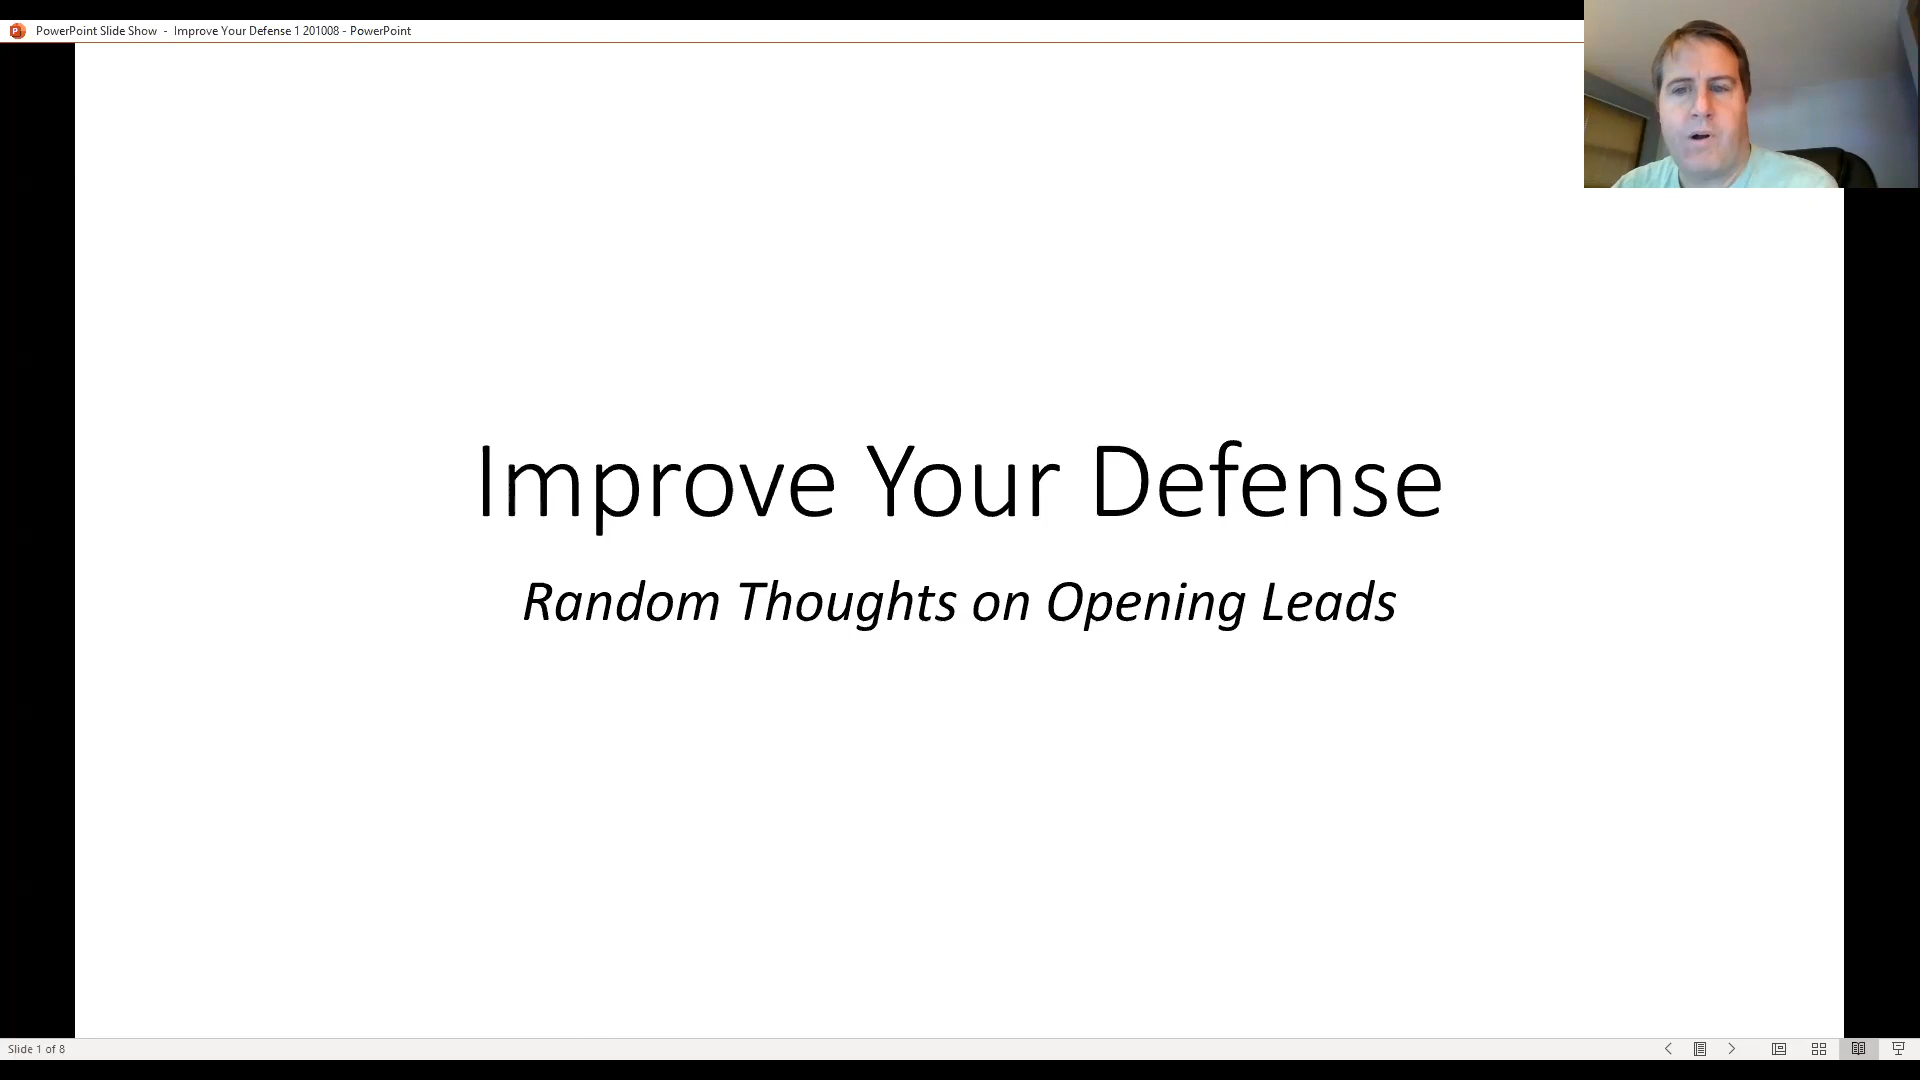 PowerPoint Slide Show - Improve Your Defense 1 201008 - PowerPoint
Improve Your Defense
Random Thoughts on Opening Leads
Slide 1 of 8